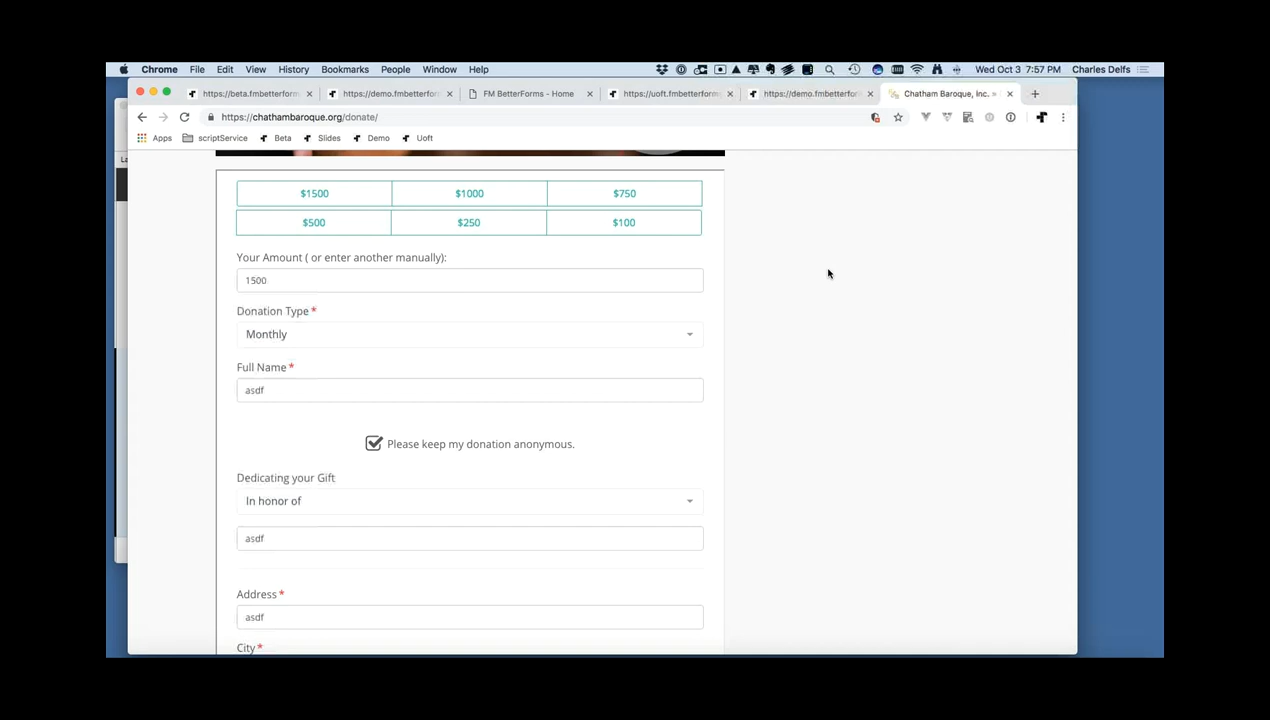 Chrome File Edit View History Bookmarks People Window Help Wed Oct 3 7:57 PM Charles Delfs
https://beta.fmbetterform https://demo.fmbetterfor FM BetterForms - Home https://uoft.fmbetterform https://demo.fmbetterfo Chatham Baroque, Inc. »
https://chathambaroque.org/donate/
Apps scriptService Beta Slides Demo Uoft
La
$1500 $1000 $750
$500 $250 $100
Your Amount ( or enter another manually):
1500
Donation Type *
Monthly
Full Name *
asdf
Please keep my donation anonymous.
Dedicating your Gift
In honor of
asdf
Address *
asdf
City *